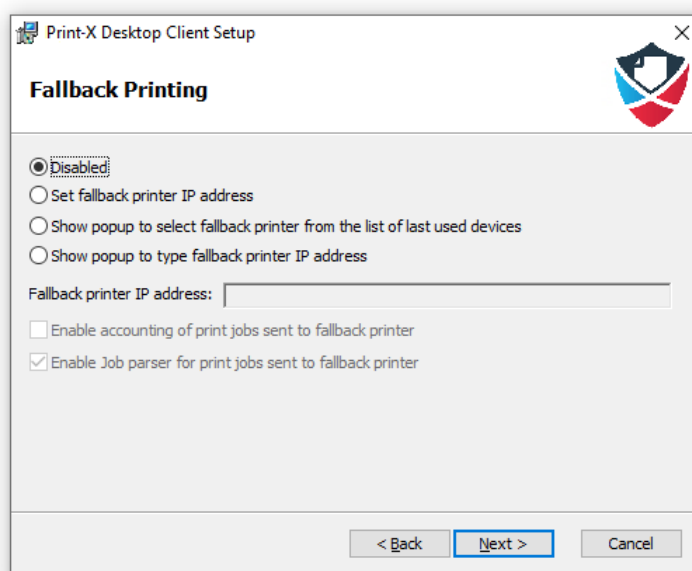 Print-X Desktop Client Setup
Fallback Printing
Disabled
Set fallback printer IP address
Show popup to select fallback printer from the list of last used devices
Show popup to type fallback printer IP address
Fallback printer IP address:
Enable accounting of print jobs sent to fallback printer
Enable Job parser for print jobs sent to fallback printer
< Back Next > Cancel